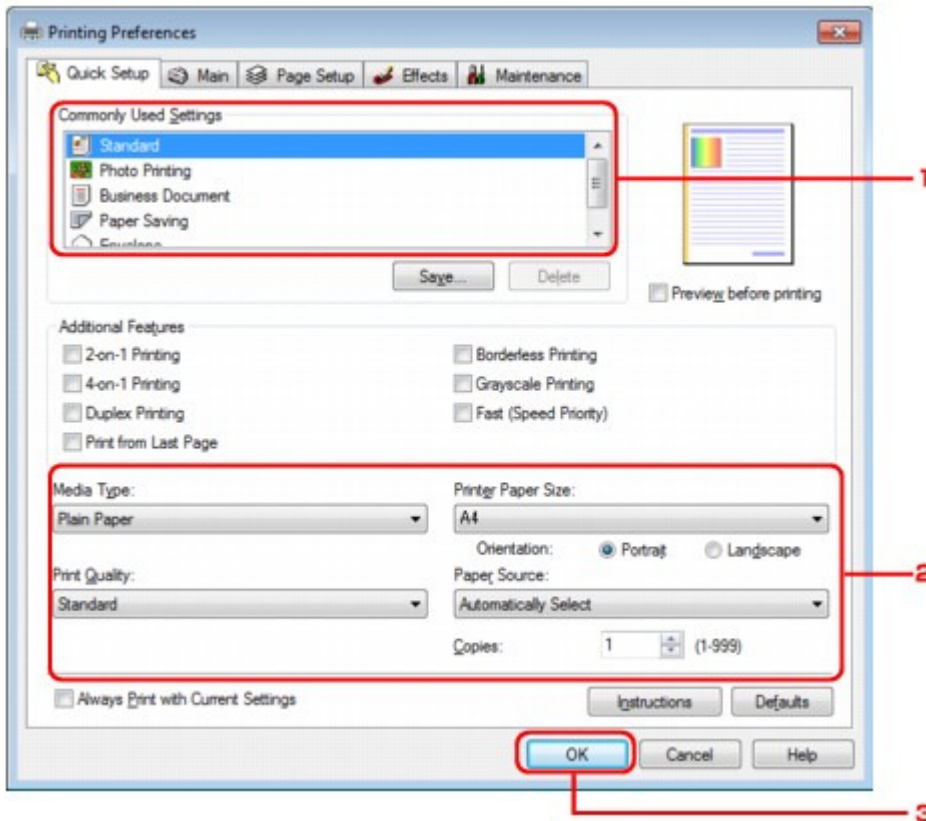 Printing Preferences
Quick Setup Main Page Setup Effects Maintenance
Commonly Used Settings
Standard
Photo Printing
Business Document
Paper Saving
Envelope
1
Save... Delete
Preview before printing
Additional Features
2-on-1 Printing
4-on-1 Printing
Duplex Printing
Print from Last Page
Borderless Printing
Grayscale Printing
Fast (Speed Priority)
Media Type:
Plain Paper
Printer Paper Size:
A4
Orientation: Portrait Landscape
Print Quality:
Standard
Paper Source:
Automatically Select
2
Copies: 1 (1-999)
Always Print with Current Settings
Instructions Defaults
OK Cancel Help
3